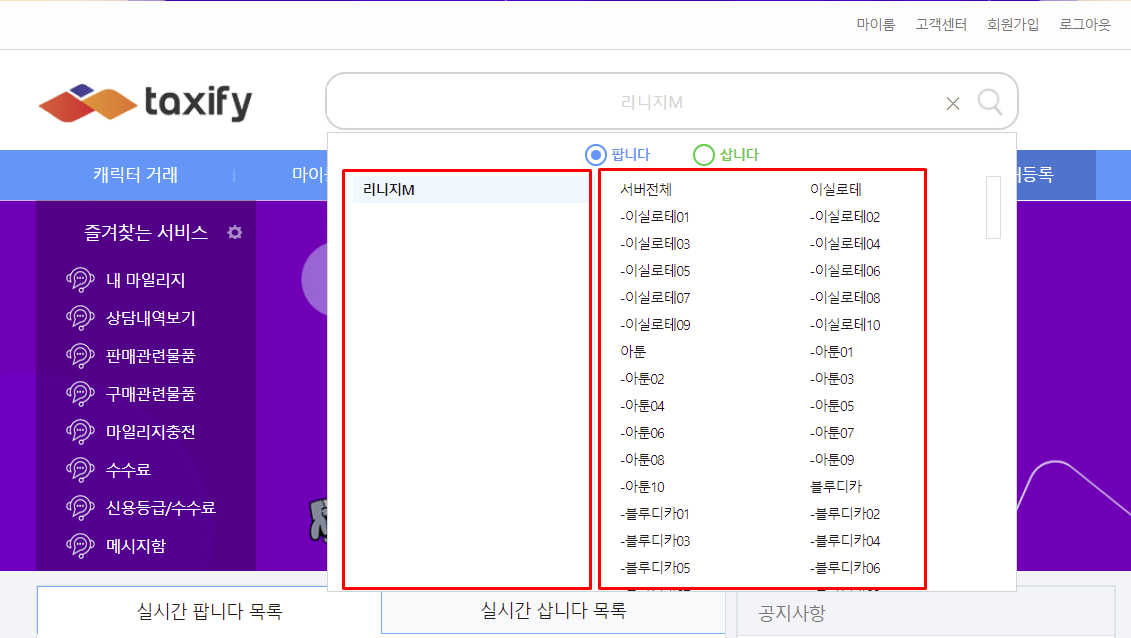 마이룸 고객센터 회원가입 로그아웃
taxify
리니지M
팝니다 삽니다
캐릭터 거래
마이
등록
리니지M
서버전체 이실로테
-이실로테01 -이실로테02
-이실로테03 -이실로테04
-이실로테05 -이실로테06
-이실로테07 -이실로테08
-이실로테09 -이실로테10
아툰 -아툰01
-아툰02 -아툰03
-아툰04 -아툰05
-아툰06 -아툰07
-아툰08 -아툰09
-아툰10 블루디카
-블루디카01 -블루디카02
-블루디카03 -블루디카04
-블루디카05 -블루디카06
즐겨찾는 서비스
내 마일리지
상담내역보기
판매관련물품
구매관련물품
마일리지충전
수수료
신용등급/수수료
메시지함
실시간 팝니다 목록
실시간 삽니다 목록
공지사항